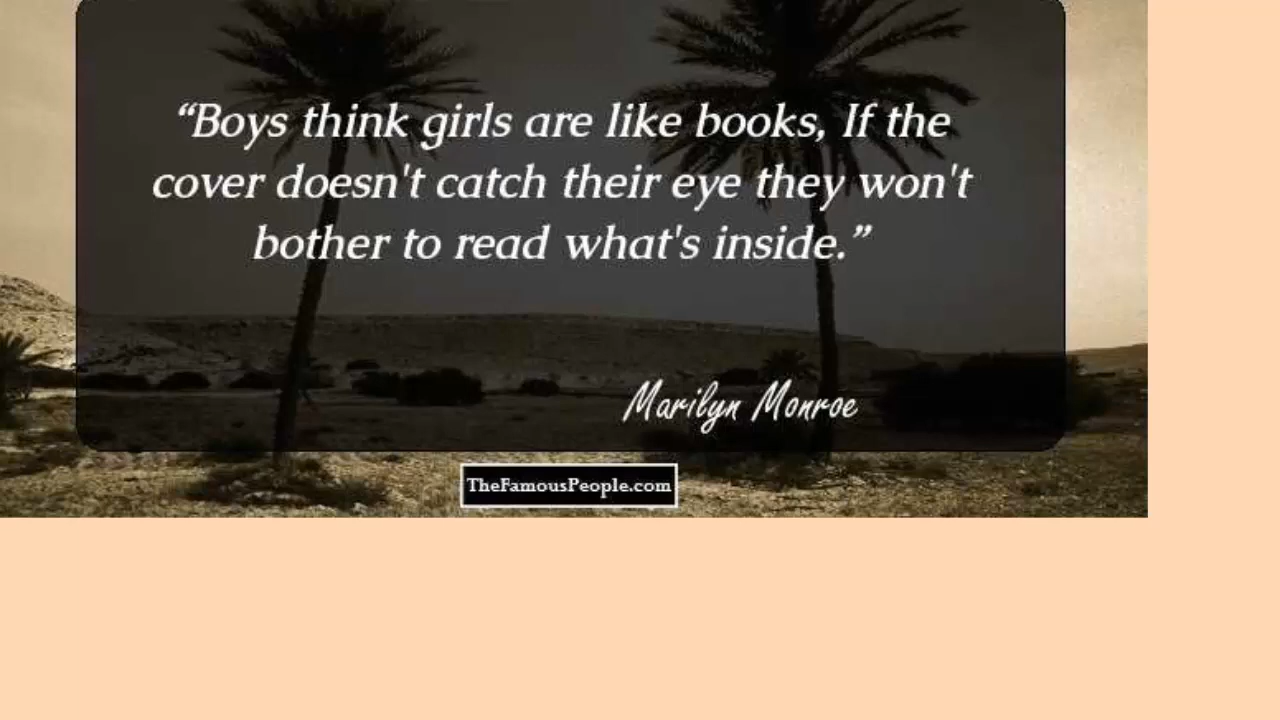 “Boys think girls are like books, If the
cover doesn't catch their eye they won't
bother to read what's inside.”
Marilyn Monroe
TheFamousPeople.com